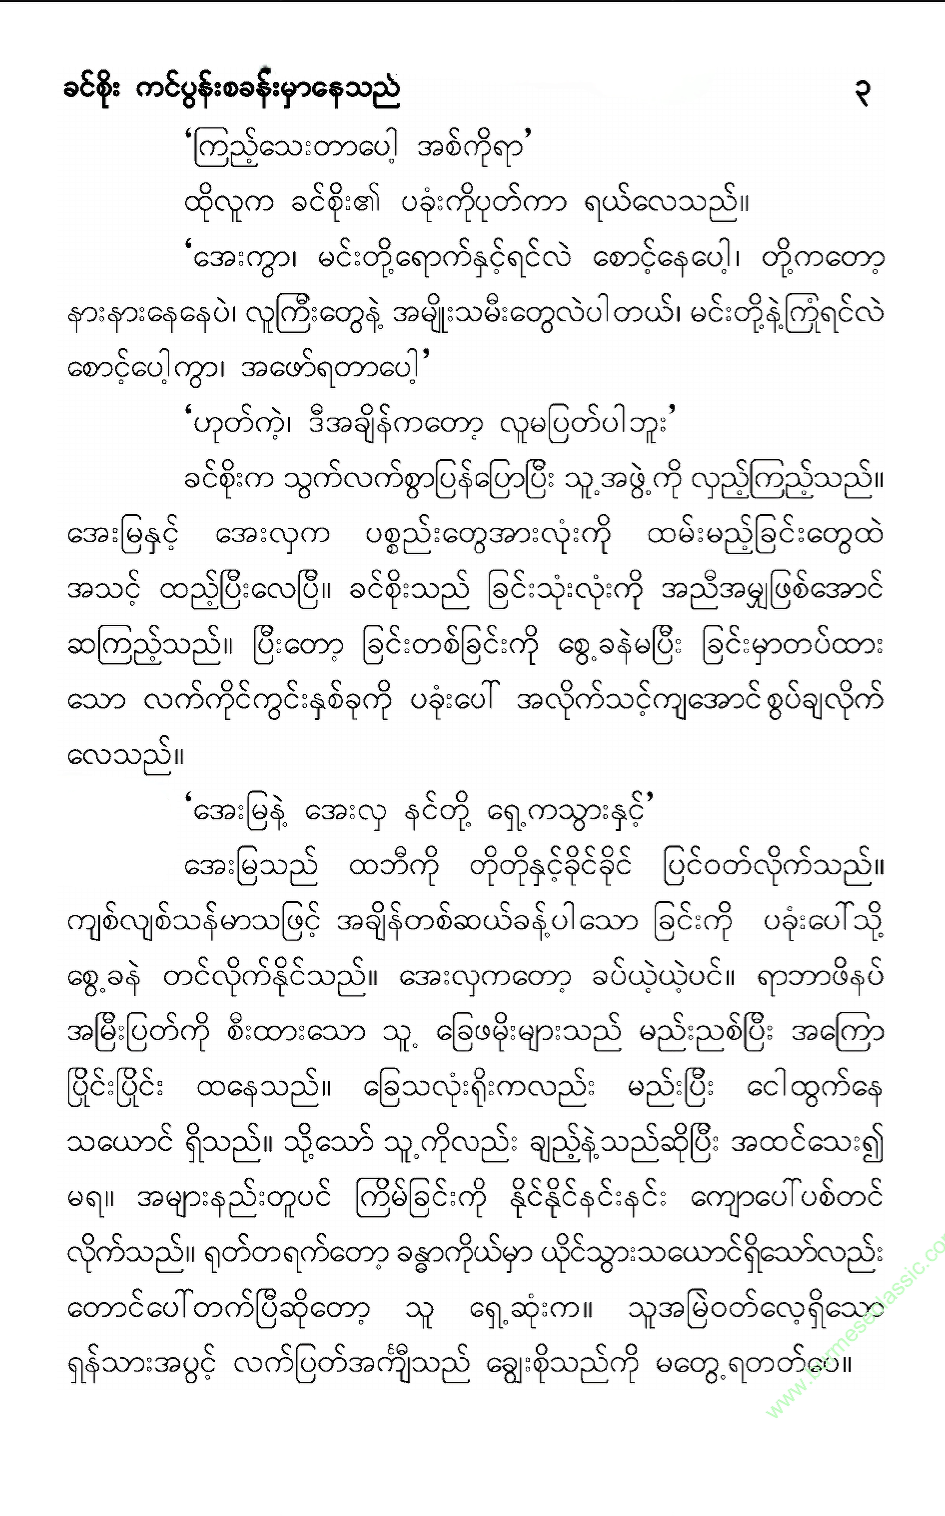 ခင်စိုး ကင်ပွန်းစခန်းမှာနေသည် ၃
‘ကြည့်သေးတာပေါ့ အစ်ကိုရာ’
ထိုလူက ခင်စိုး၏ ပခုံးကိုပုတ်ကာ ရယ်လေသည်။
‘အေးကွာ၊ မင်းတို့ရောက်နှင့်ရင်လဲ စောင့်နေပေါ့၊ တို့ကတော့
နားနားနေနေပဲ၊ လူကြီးတွေနဲ့ အမျိုးသမီးတွေလဲပါတယ်၊ မင်းတို့နဲ့ကြုံရင်လဲ
စောင့်ပေါ့ကွာ၊ အဖော်ရတာပေါ့’
‘ဟုတ်ကဲ့၊ ဒီအချိန်ကတော့ လူမပြတ်ပါဘူး’
ခင်စိုးက သွက်လက်စွာပြန်ပြောပြီး သူ့အဖွဲ့ကို လှည့်ကြည့်သည်။
အေးမြနှင့် အေးလှက ပစ္စည်းတွေအားလုံးကို ထမ်းမည့်ခြင်းတွေထဲ
အသင့် ထည့်ပြီးလေပြီ။ ခင်စိုးသည် ခြင်းသုံးလုံးကို အညီအမျှဖြစ်အောင်
ဆကြည့်သည်။ ပြီးတော့ ခြင်းတစ်ခြင်းကို စွေ့ခနဲမပြီး ခြင်းမှာတပ်ထား
သော လက်ကိုင်ကွင်းနှစ်ခုကို ပခုံးပေါ် အလိုက်သင့်ကျအောင် စွပ်ချလိုက်
လေသည်။
‘အေးမြနဲ့ အေးလှ နင်တို့ ရှေ့ကသွားနှင့်’
အေးမြသည် ထဘီကို တိုတိုနှင့်ခိုင်ခိုင် ပြင်ဝတ်လိုက်သည်။
ကျစ်လျစ်သန်မာသဖြင့် အချိန်တစ်ဆယ်ခန့်ပါသော ခြင်းကို ပခုံးပေါ်သို့
စွေ့ခနဲ တင်လိုက်နိုင်သည်။ အေးလှကတော့ ခပ်ယဲ့ယဲ့ပင်။ ရာဘာဖိနပ်
အမြီးပြတ်ကို စီးထားသော သူ့ ခြေဖမိုးများသည် မည်းညစ်ပြီး အကြော
ပြိုင်းပြိုင်း ထနေသည်။ ခြေသလုံးရိုးကလည်း မည်းပြီး ငေါထွက်နေ
သယောင် ရှိသည်။ သို့သော် သူ့ကိုလည်း ချည့်နဲ့သည်ဆိုပြီး အထင်သေး၍
မရ။ အများနည်းတူပင် ကြိမ်ခြင်းကို နိုင်နိုင်နင်းနင်း ကျောပေါ်ပစ်တင်
လိုက်သည်။ ရုတ်တရက်တော့ ခန္ဓာကိုယ်မှာ ယိုင်သွားသယောင်ရှိသော်လည်း
တောင်ပေါ်တက်ပြီဆိုတော့ သူ ရှေ့ဆုံးက။ သူအမြဲဝတ်လေ့ရှိသော
ရှန်သားအပွင့် လက်ပြတ်အင်္ကျီသည် ချွေးစိုသည်ကို မတွေ့ရတတ်ပေ။
www.burmeseclassic.com